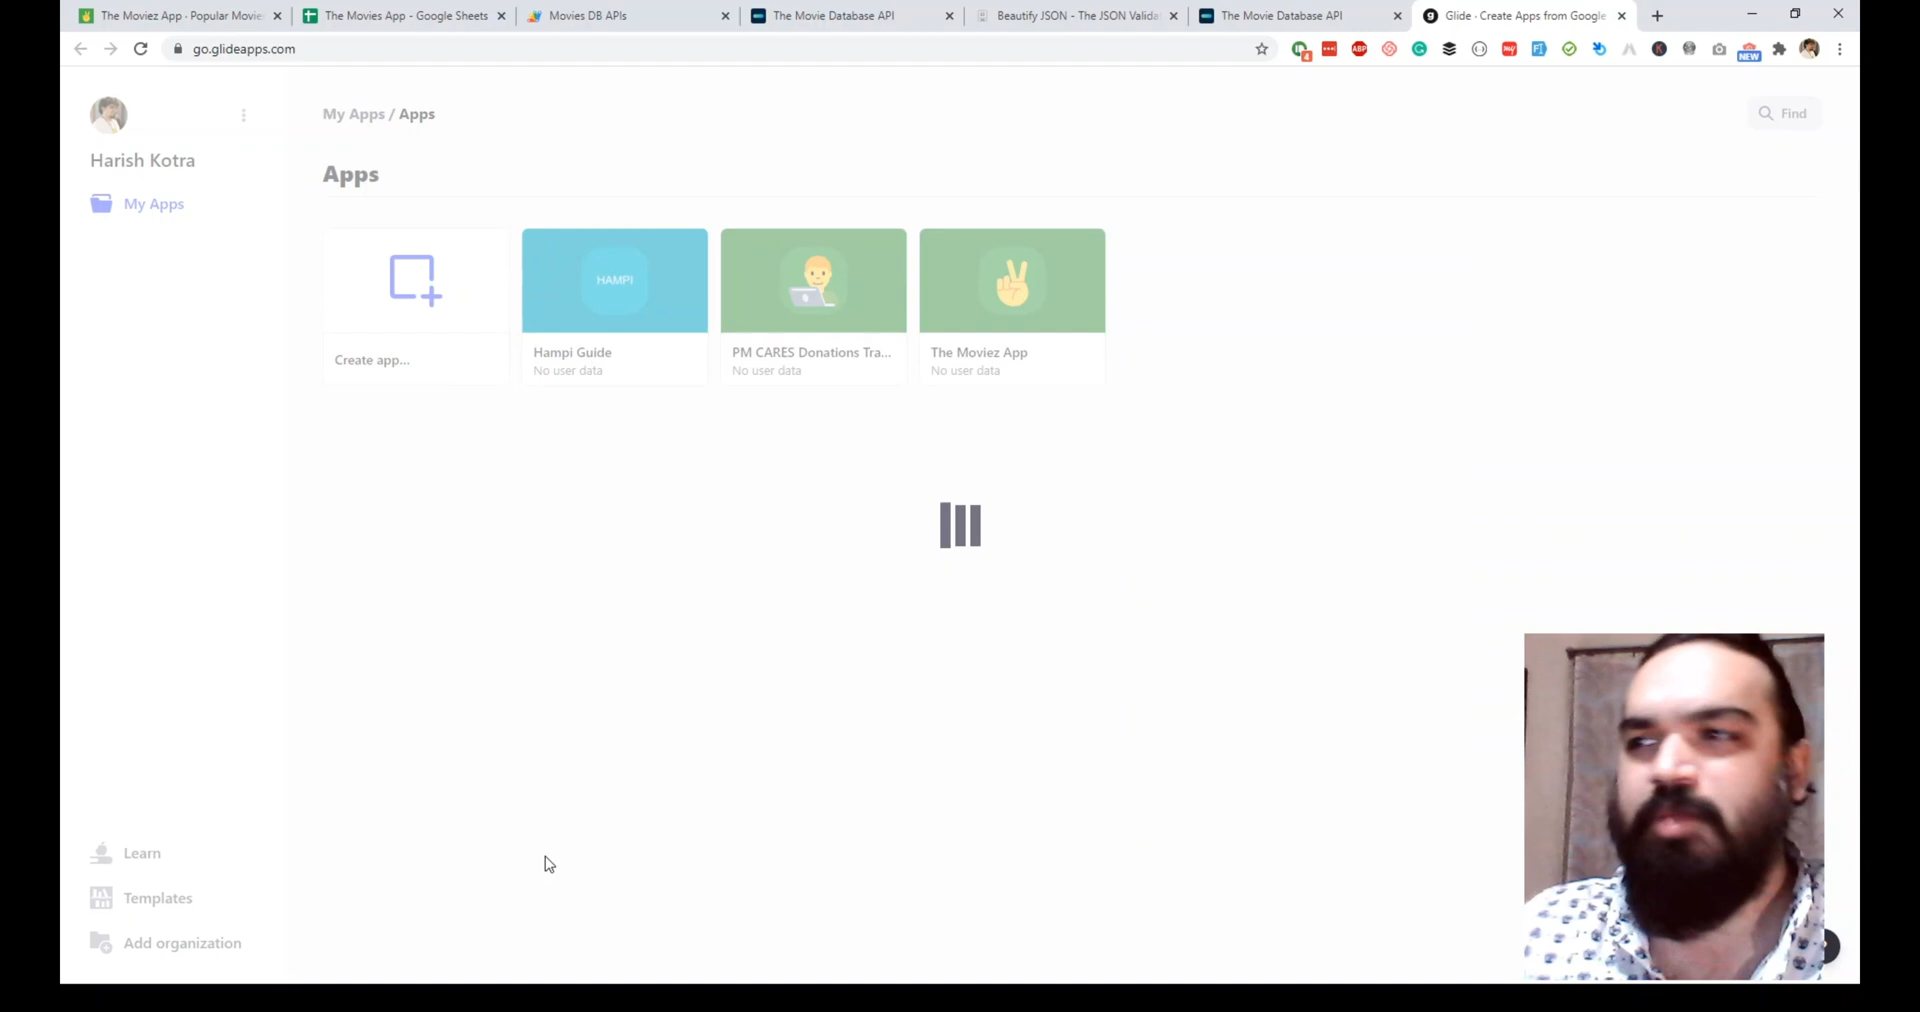 The Moviez App · Popular Movie
The Movies App - Google Sheets
Movies DB APIs
The Movie Database API
Beautify JSON - The JSON Valida
The Movie Database API
Glide · Create Apps from Google
go.glideapps.com
4
ABP
NEW
My Apps / Apps
Find
Harish Kotra
Apps
My Apps
HAMPI
Create app...
Hampi Guide
No user data
PM CARES Donations Tra...
No user data
The Moviez App
No user data
Learn
Templates
Add organization